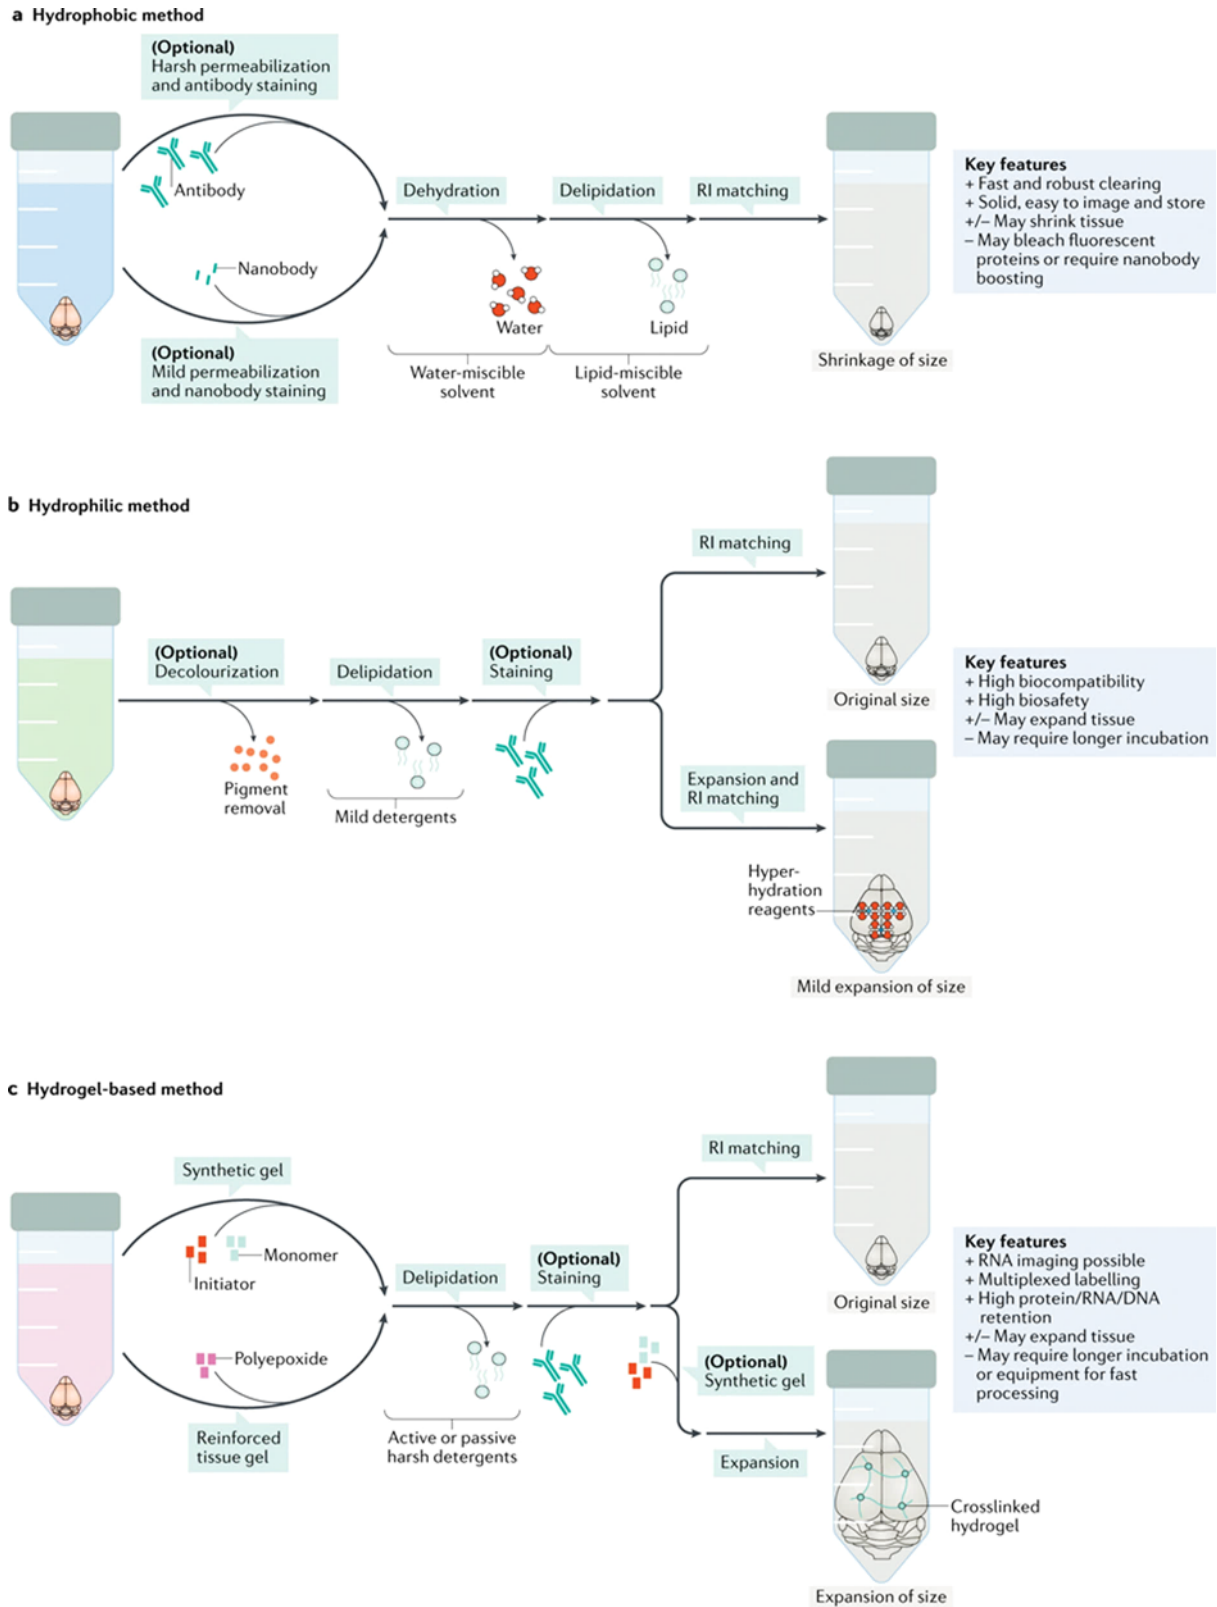 a Hydrophobic method
(Optional)
Harsh permeabilization
and antibody staining
Antibody
Nanobody
(Optional)
Mild permeabilization
and nanobody staining
Dehydration
Delipidation
RI matching
Water
Lipid
Water-miscible
solvent
Lipid-miscible
solvent
Shrinkage of size
Key features
+ Fast and robust clearing
+ Solid, easy to image and store
+/– May shrink tissue
– May bleach fluorescent
proteins or require nanobody
boosting
b Hydrophilic method
(Optional)
Decolourization
Pigment
removal
Delipidation
Mild detergents
(Optional)
Staining
RI matching
Original size
Expansion and
RI matching
Hyper-
hydration
reagents
Mild expansion of size
Key features
+ High biocompatibility
+ High biosafety
+/– May expand tissue
– May require longer incubation
c Hydrogel-based method
Synthetic gel
Monomer
Initiator
Polyepoxide
Reinforced
tissue gel
Delipidation
Active or passive
harsh detergents
(Optional)
Staining
RI matching
Original size
(Optional)
Synthetic gel
Expansion
Crosslinked
hydrogel
Expansion of size
Key features
+ RNA imaging possible
+ Multiplexed labelling
+ High protein/RNA/DNA
retention
+/– May expand tissue
– May require longer incubation
or equipment for fast
processing